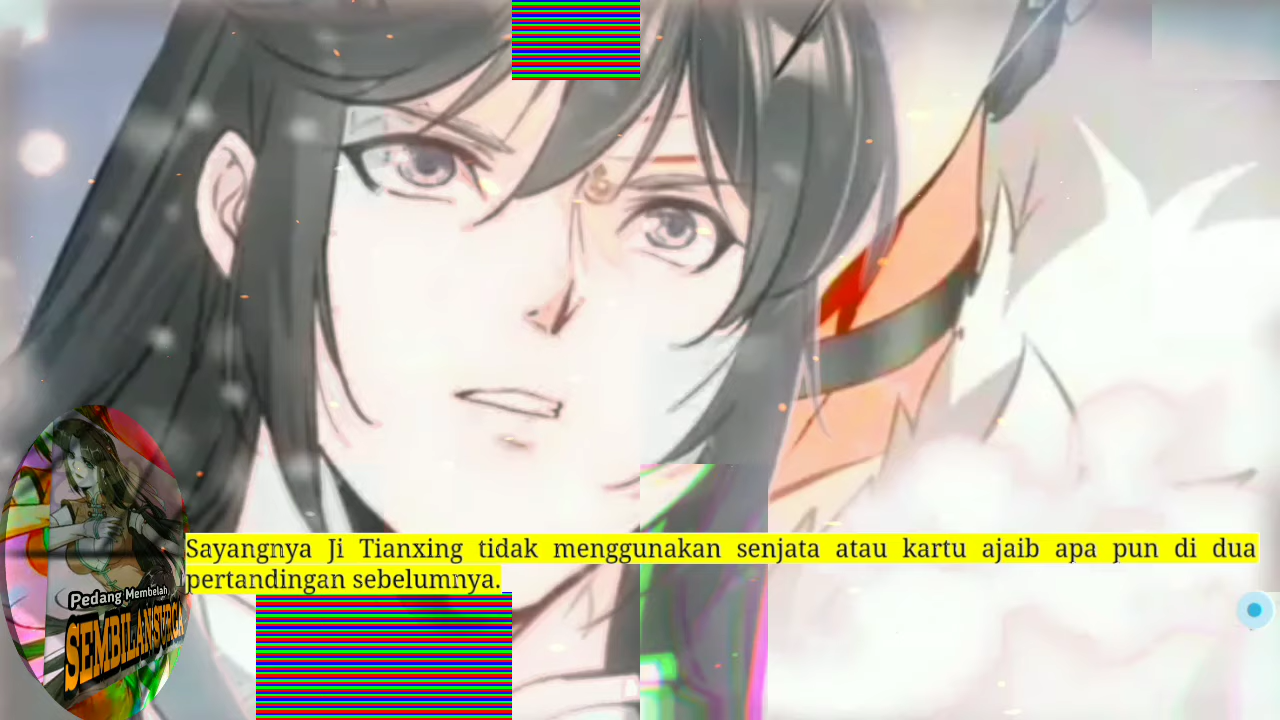 Sayangnya Ji Tianxing tidak menggunakan senjata atau kartu ajaib apa pun di dua
pertandingan sebelumnya.
Pedang Membelah
SEMBILAN SURGA